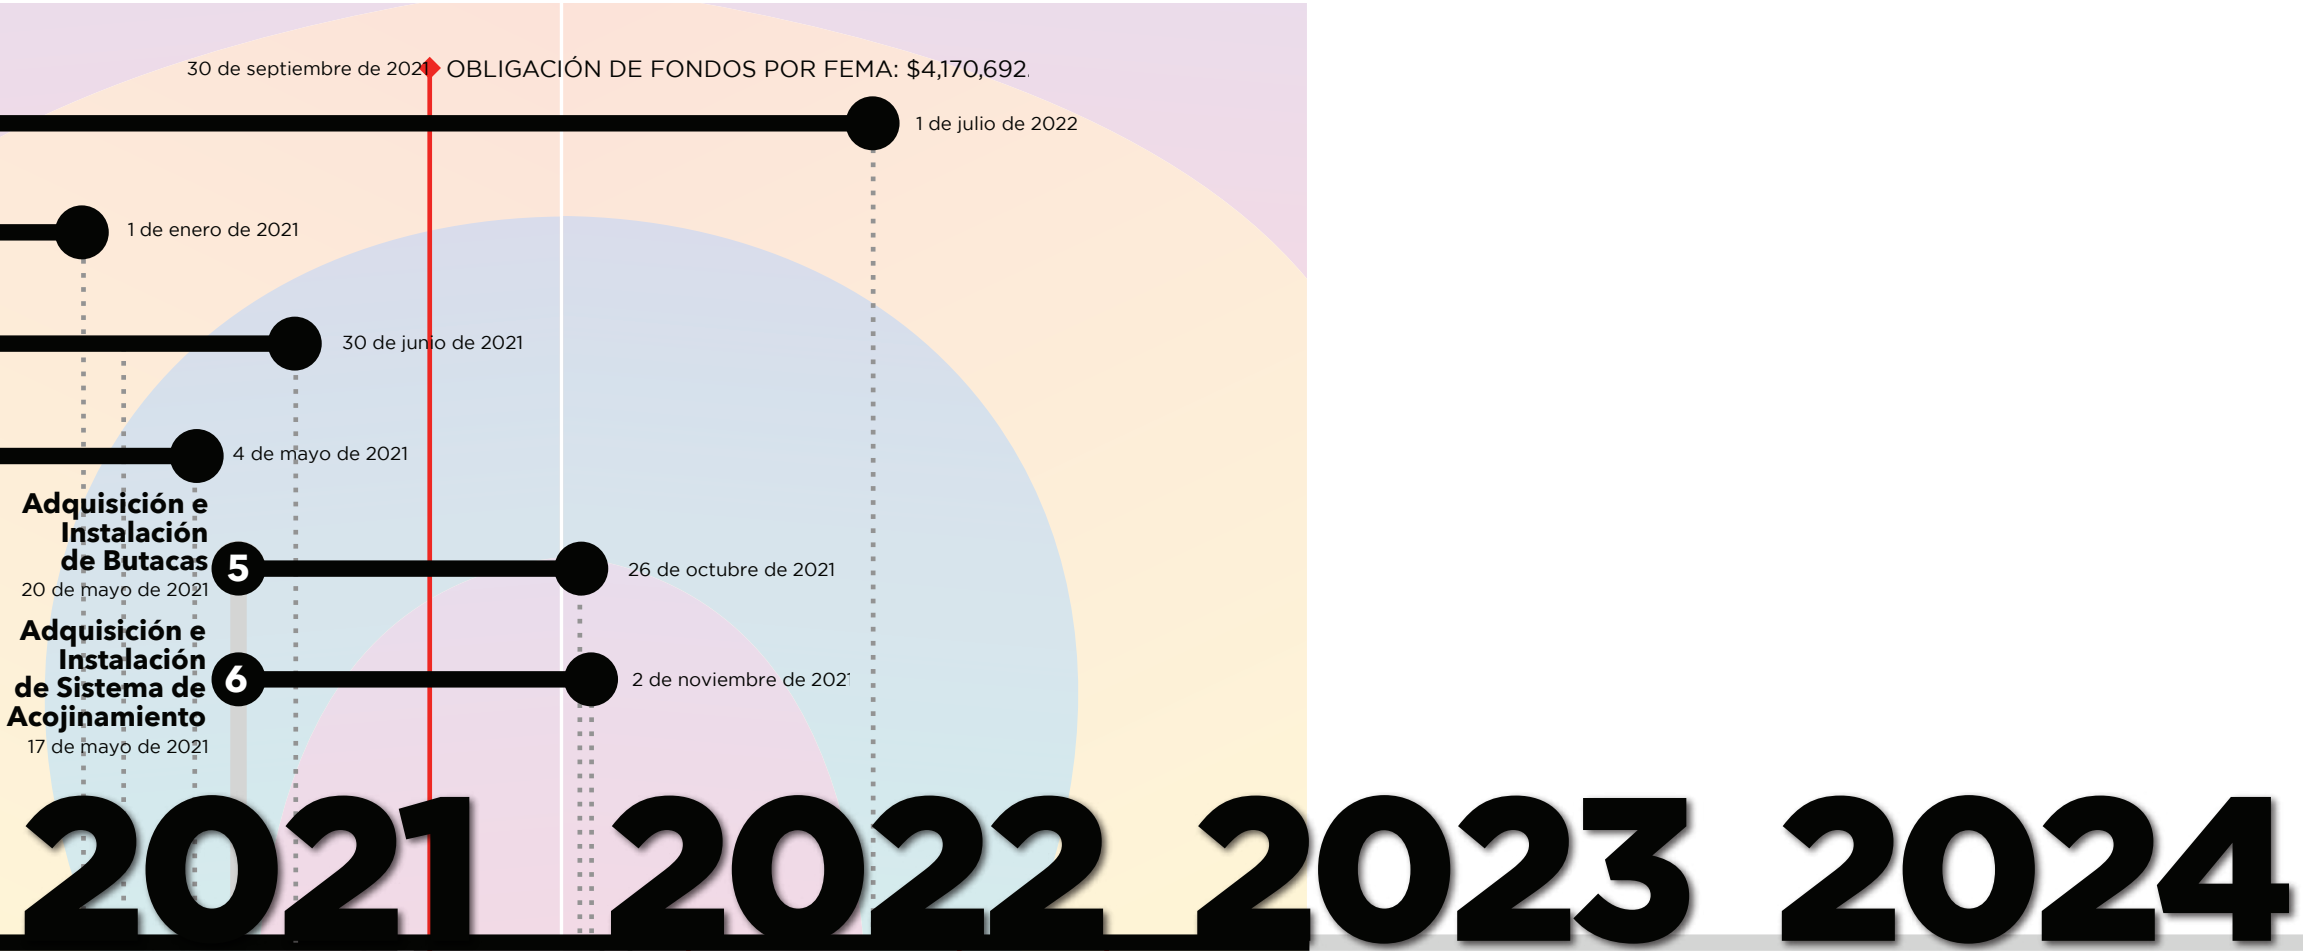 30 de septiembre de 2021
OBLIGACIÓN DE FONDOS POR FEMA: $4,170,692.
1 de julio de 2022
1 de enero de 2021
30 de junio de 2021
4 de mayo de 2021
Adquisición e
Instalación
de Butacas
20 de mayo de 2021
5
26 de octubre de 2021
Adquisición e
Instalación
de Sistema de
Acojinamiento
17 de mayo de 2021
6
2 de noviembre de 2021
2021
2022
2023
2024